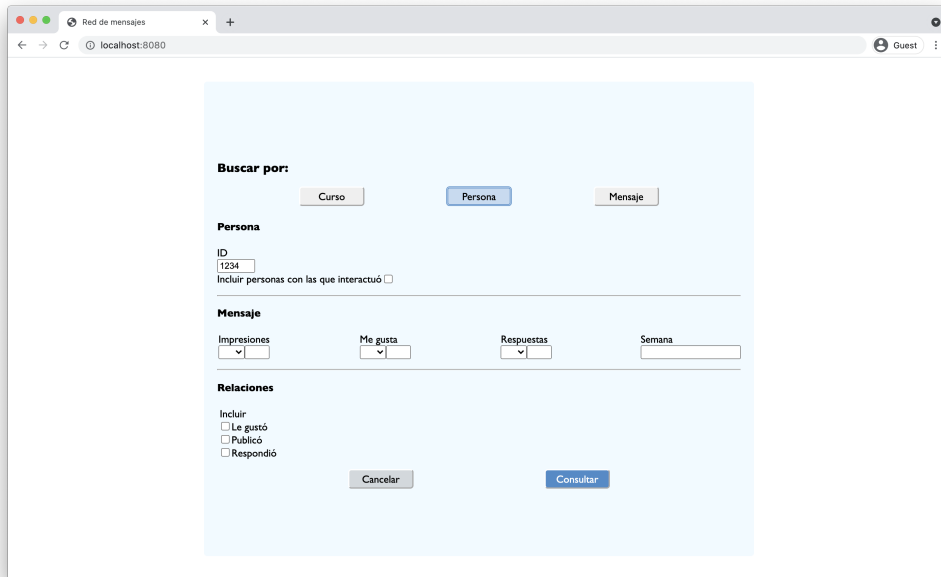 Red de mensajes
localhost:8080
Guest
Buscar por:
Curso Persona Mensaje
Persona
ID
1234
Incluir personas con las que interactuó
Mensaje
Impresiones Me gusta Respuestas Semana
Relaciones
Incluir
Le gustó
Publicó
Respondió
Cancelar Consultar